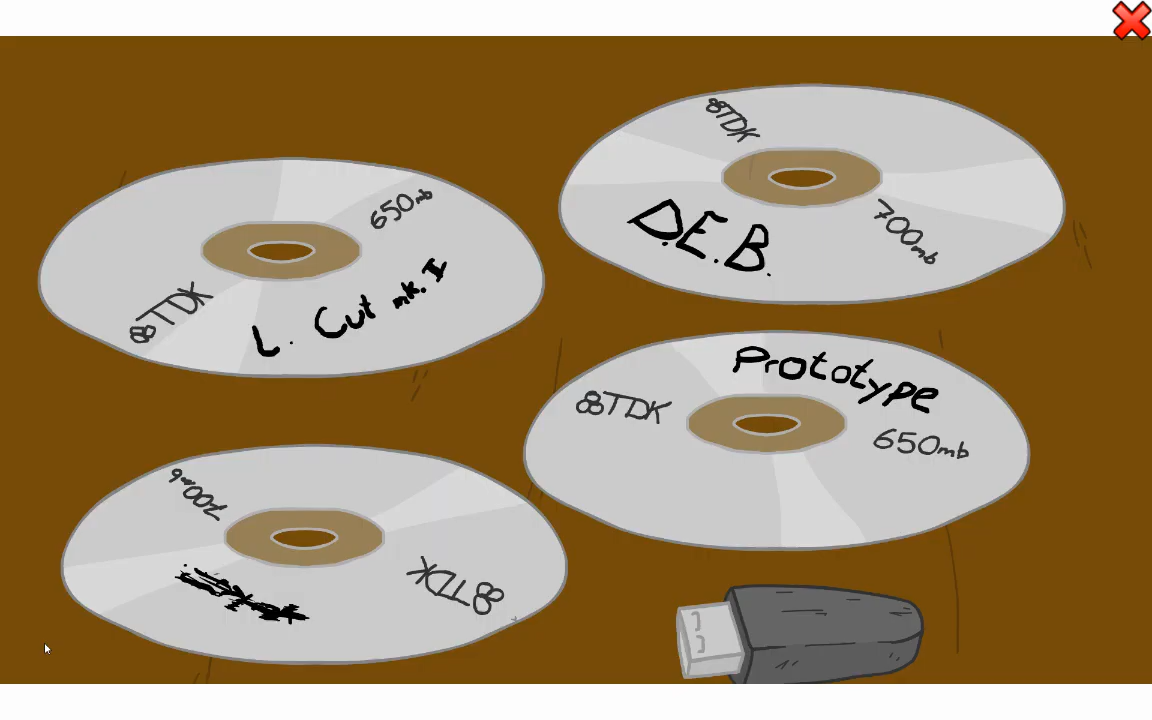 8TDK
D.E.B.
700mb
650mb
8TDK
L. Cut mk. I
Prototype
8TDK
650mb
700mb
8TDK